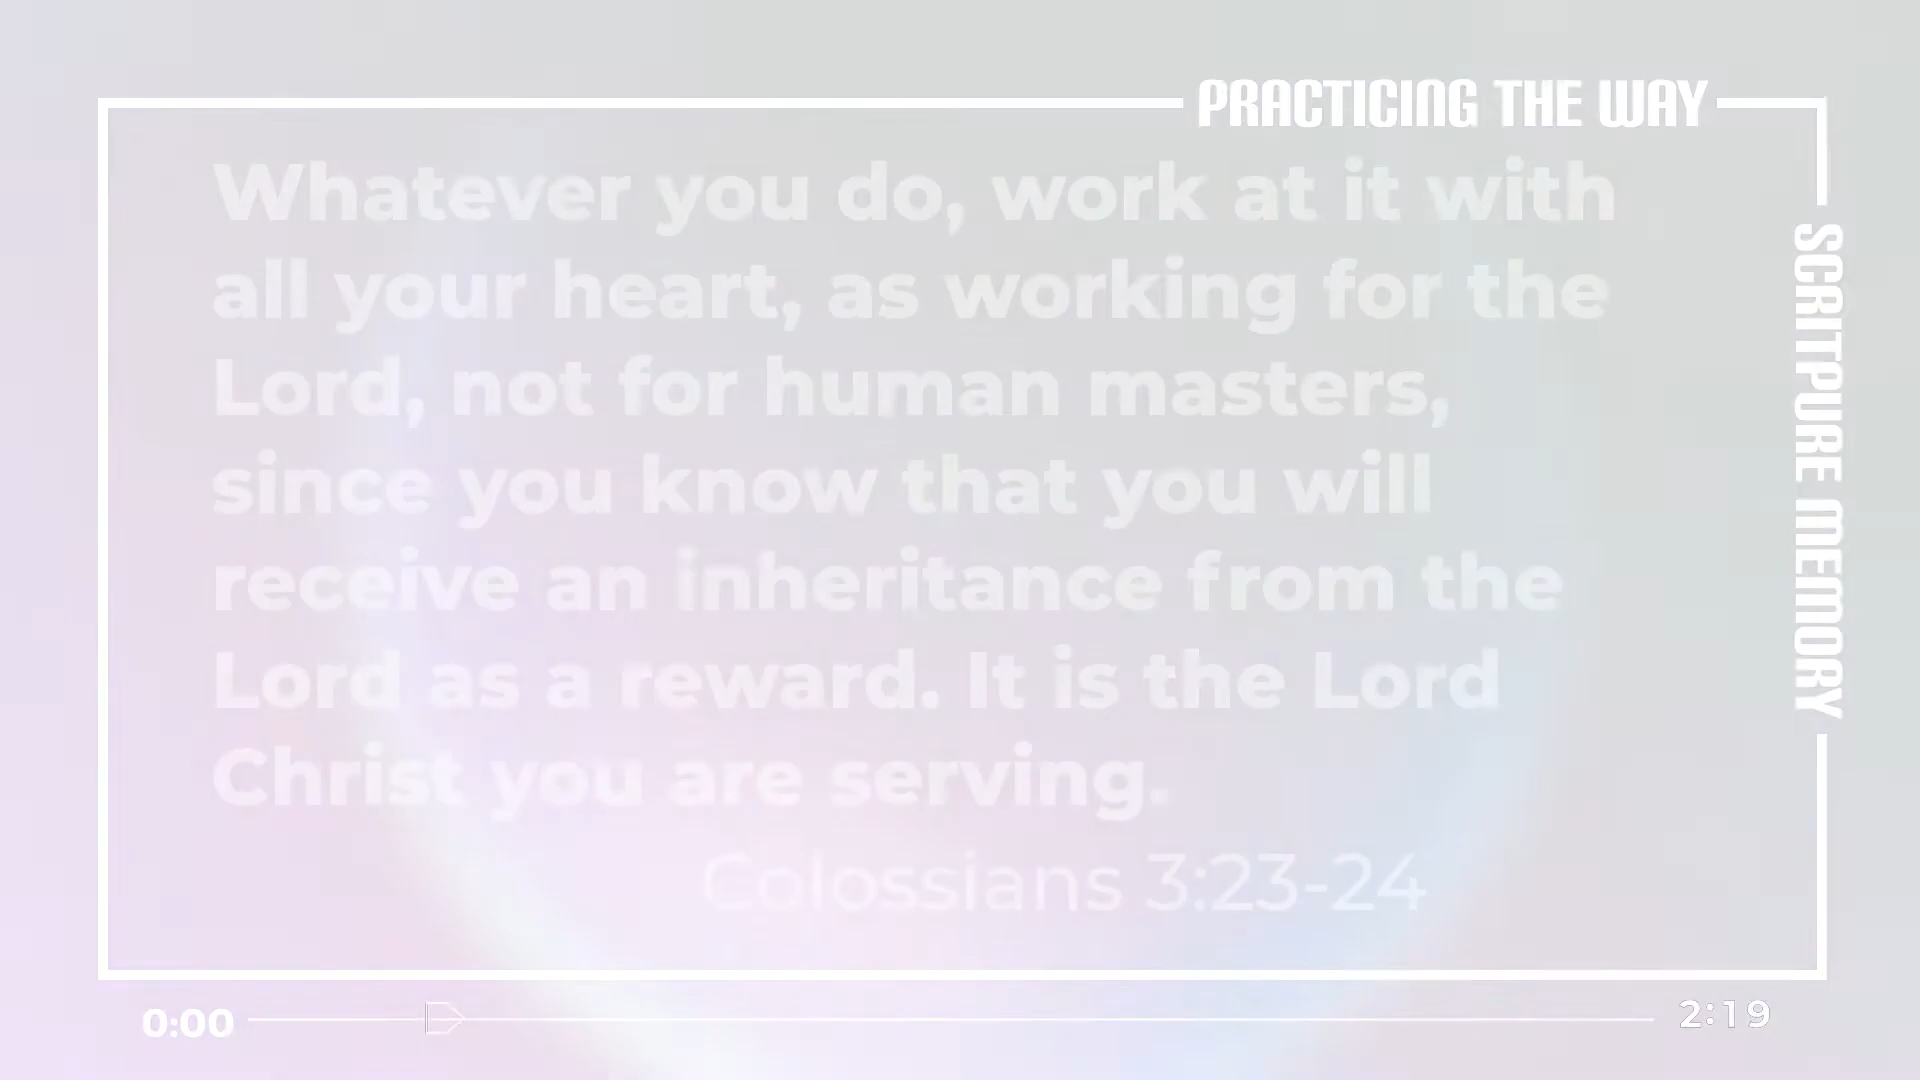 PRACTICING THE WAY
Whatever you do, work at it with
all your heart, as working for the
Lord, not for human masters,
since you know that you will
receive an inheritance from the
Lord as a reward. It is the Lord
Christ you are serving.
Colossians 3:23-24
SCRITPURE MEMORY
0:00
2:19